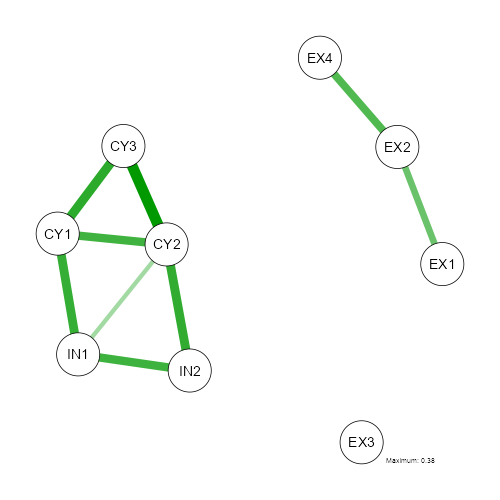 EX4
CY3
EX2
CY1
CY2
EX1
IN1
IN2
EX3
Maximum: 0.38